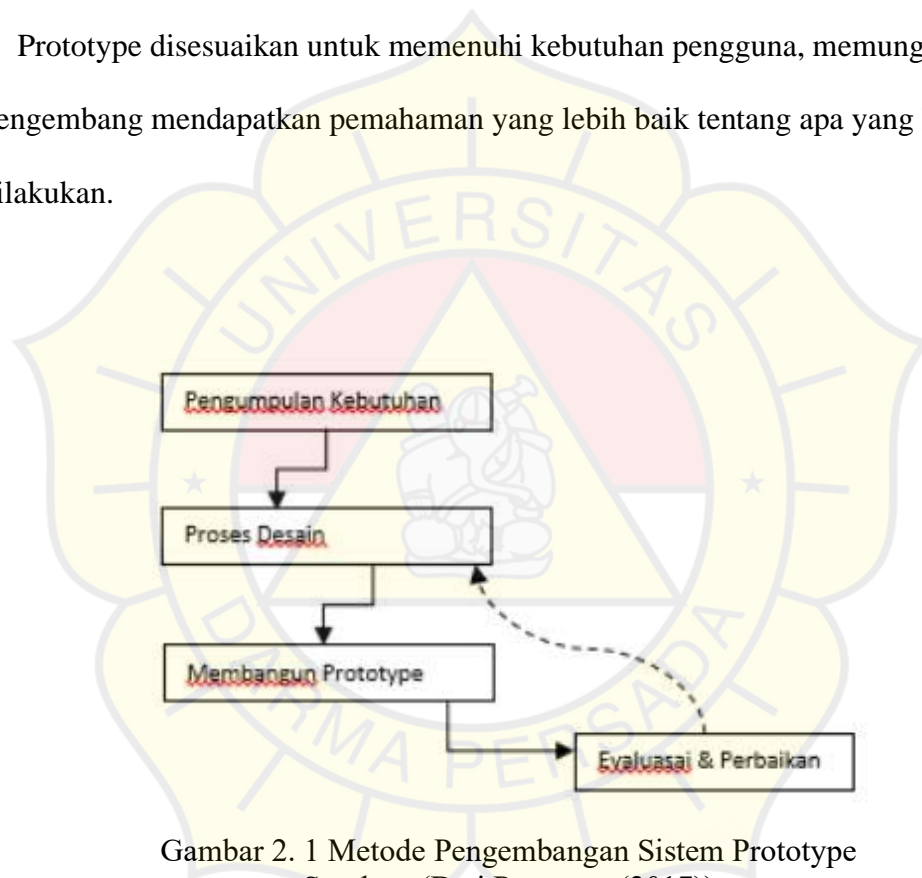 Prototype disesuaikan untuk memenuhi kebutuhan pengguna, memung
engembang mendapatkan pemahaman yang lebih baik tentang apa yang
ilakukan.
UNIVERSITAS
Pengumpulan Kebutuhan
Proses Desain
Membangun Prototype
Evaluasai & Perbaikan
DARMA PERSADA
Gambar 2. 1 Metode Pengembangan Sistem Prototype